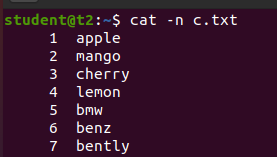 student@t2:~$ cat -n c.txt
1 apple
2 mango
3 cherry
4 lemon
5 bmw
6 benz
7 bently